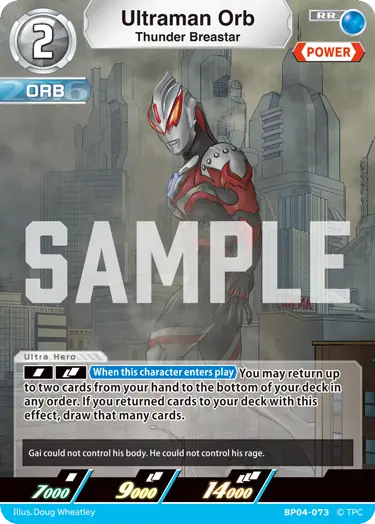 Ultraman Orb
RR
2
Thunder Breastar
POWER
ORB
SAMPLE
Ultra Hero
When this character enters play You may return up
to two cards from your hand to the bottom of your deck in
any order. If you returned cards to your deck with this
effect, draw that many cards.
Gai could not control his body. He could not control his rage.
7000 9000 14000
Illus.Doug Wheatley BP04-073 © TPC